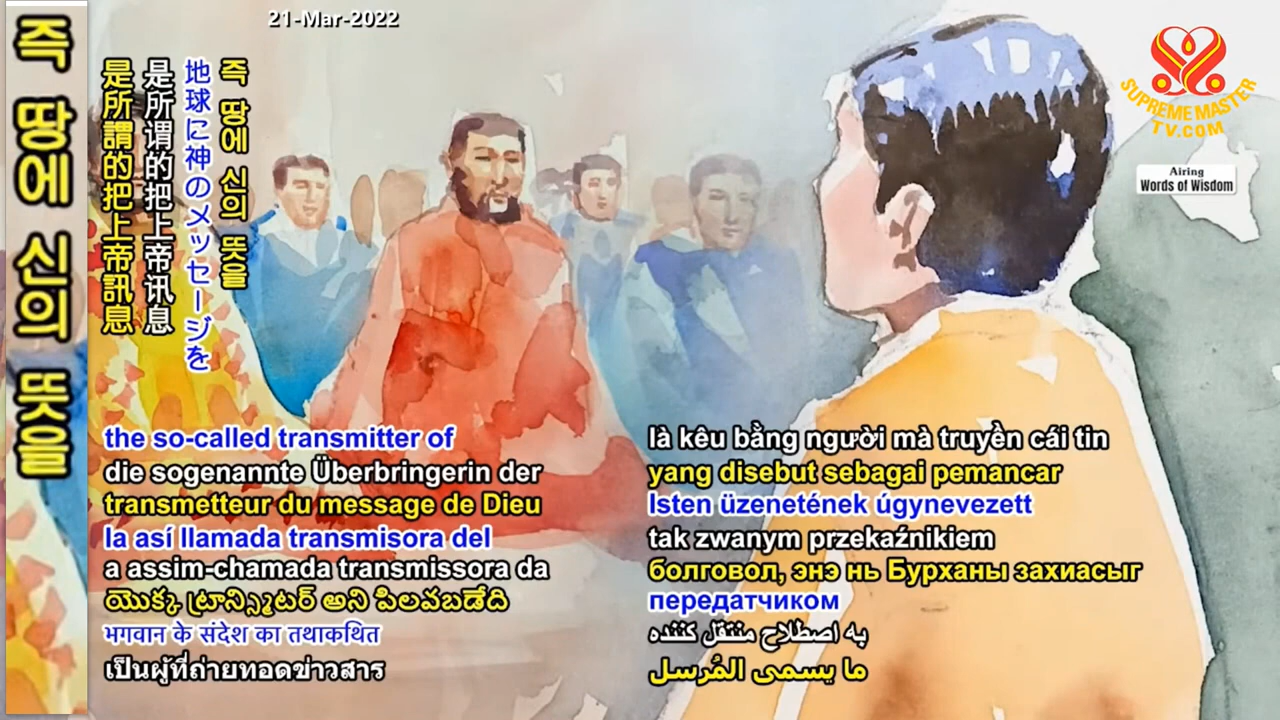 21-Mar-2022
즉 땅에 신의 뜻을
是所謂的把上帝訊息
是所谓的把上帝讯息
地球に神のメッセージを
즉 땅에 신의 뜻을
SUPREME MASTER
TV.COM
Airing
Words of Wisdom
the so-called transmitter of
die sogenannte Überbringerin der
transmetteur du message de Dieu
la así llamada transmisora del
a assim-chamada transmissora da
యొక్క ట్రాన్స్మిటర్ అని పిలవబడేది
भगवान के संदेश का तथाकथित
เป็นผู้ที่ถ่ายทอดข่าวสาร
là kêu bằng người mà truyền cái tin
yang disebut sebagai pemancar
Isten üzenetének úgynevezett
tak zwanym przekaźnikiem
болговол, энэ нь Бурханы захиасыг
передатчиком
به اصطلاح منتقل کننده
ما يسمى المُرسل